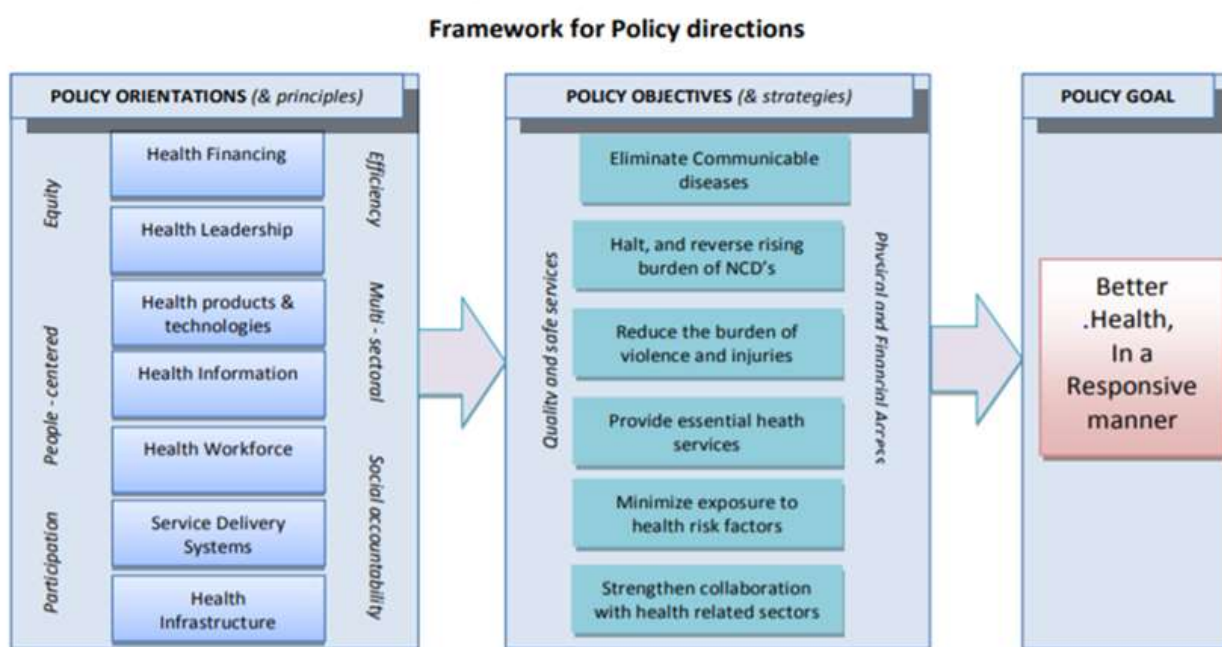 Framework for Policy directions
POLICY ORIENTATIONS (& principles)
Equity
People - centered
Participation
Health Financing
Health Leadership
Health products &
technologies
Health Information
Health Workforce
Service Delivery
Systems
Health
Infrastructure
Efficiency
Multi - sectoral
Social accountability
POLICY OBJECTIVES (& strategies)
Quality and safe services
Eliminate Communicable
diseases
Halt, and reverse rising
burden of NCD's
Reduce the burden of
violence and injuries
Provide essential heath
services
Minimize exposure to
health risk factors
Strengthen collaboration
with health related sectors
Physical and Financial Access
POLICY GOAL
Better
.Health,
In a
Responsive
manner